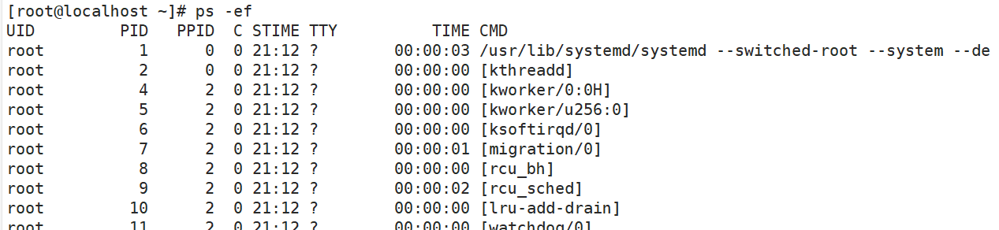 [root@localhost ~]# ps -ef
UID         PID   PPID  C STIME TTY          TIME CMD
root          1      0  0 21:12 ?        00:00:03 /usr/lib/systemd/systemd --switched-root --system --de
root          2      0  0 21:12 ?        00:00:00 [kthreadd]
root          4      2  0 21:12 ?        00:00:00 [kworker/0:0H]
root          5      2  0 21:12 ?        00:00:00 [kworker/u256:0]
root          6      2  0 21:12 ?        00:00:00 [ksoftirqd/0]
root          7      2  0 21:12 ?        00:00:01 [migration/0]
root          8      2  0 21:12 ?        00:00:00 [rcu_bh]
root          9      2  0 21:12 ?        00:00:02 [rcu_sched]
root         10      2  0 21:12 ?        00:00:00 [lru-add-drain]
root         11      2  0 21:12 ?        00:00:00 [watchdog/0]